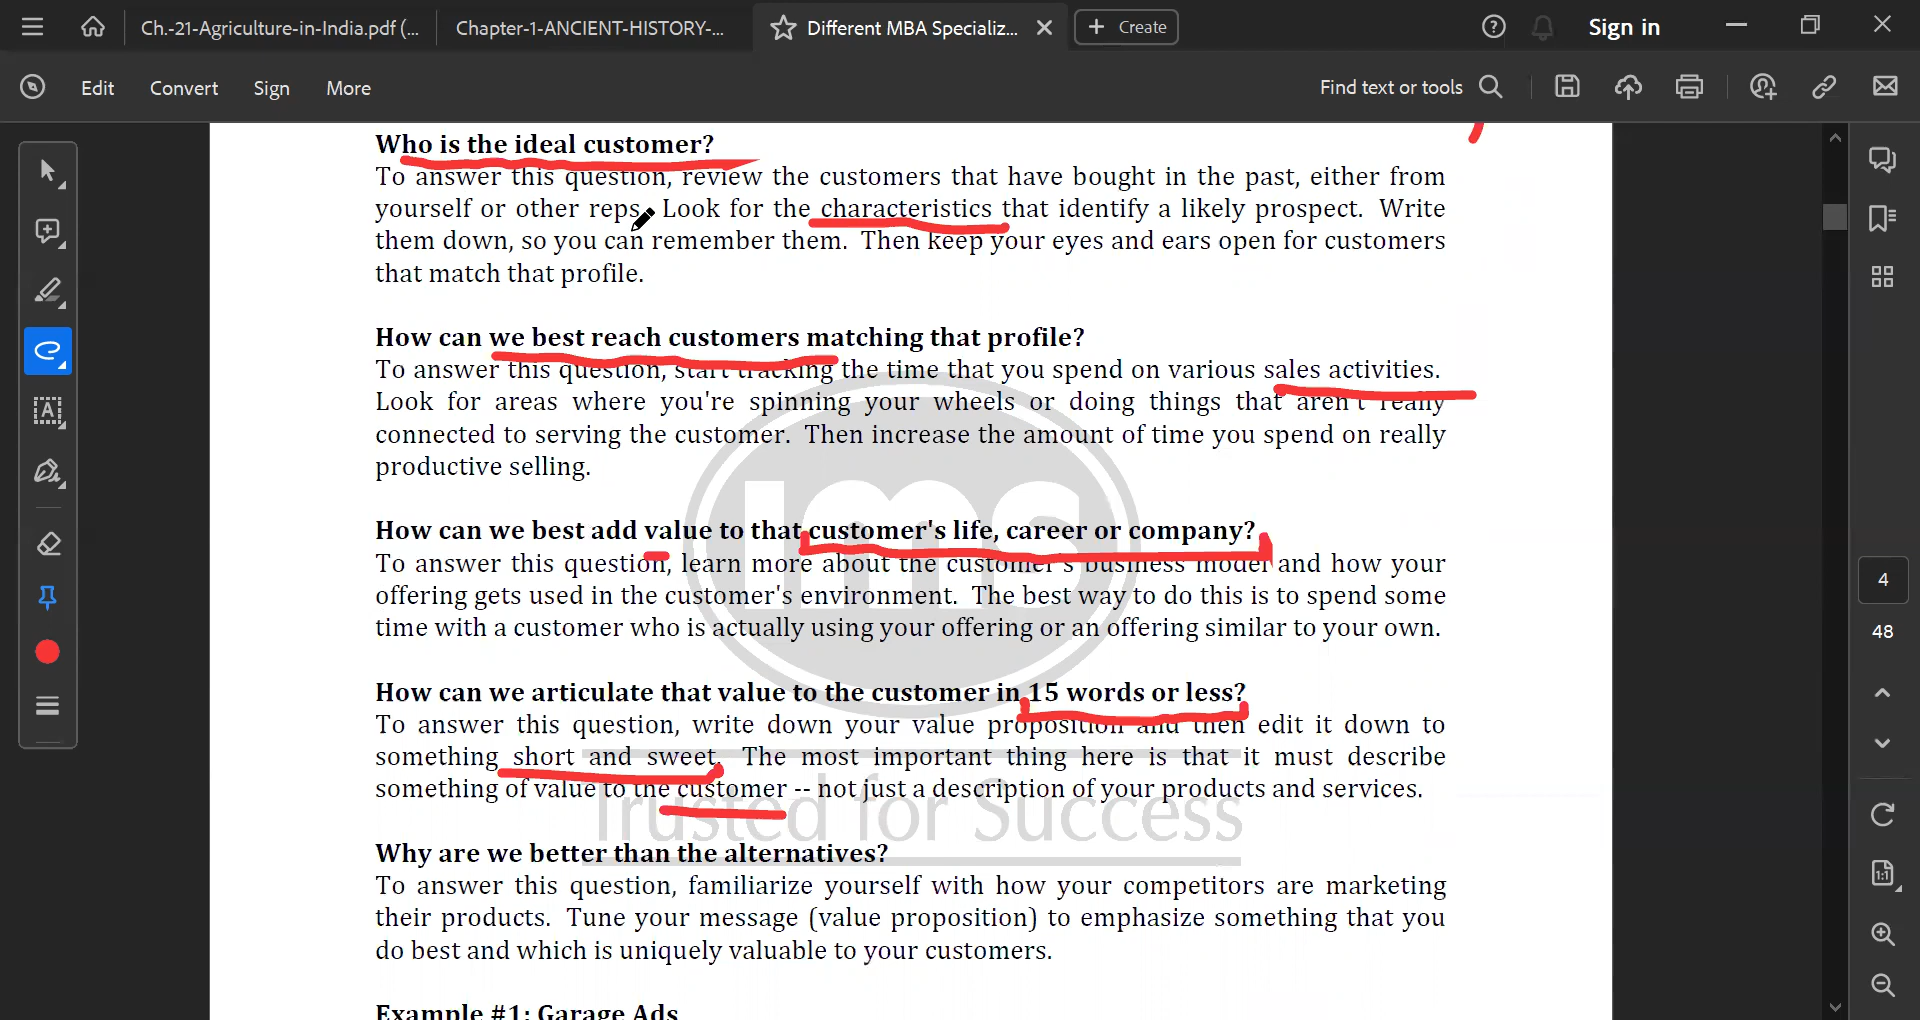 Ch.-21-Agriculture-in-India.pdf (...
Chapter-1-ANCIENT-HISTORY-...
Different MBA Specializ...
Create
Sign in
Edit
Convert
Sign
More
Find text or tools
Who is the ideal customer?
To answer this question, review the customers that have bought in the past, either from
yourself or other reps. Look for the characteristics that identify a likely prospect. Write
them down, so you can remember them. Then keep your eyes and ears open for customers
that match that profile.
How can we best reach customers matching that profile?
To answer this question, start tracking the time that you spend on various sales activities.
Look for areas where you're spinning your wheels or doing things that aren't really
connected to serving the customer. Then increase the amount of time you spend on really
productive selling.
How can we best add value to that customer's life, career or company?
To answer this question, learn more about the customer's business model and how your
offering gets used in the customer's environment. The best way to do this is to spend some
time with a customer who is actually using your offering or an offering similar to your own.
How can we articulate that value to the customer in 15 words or less?
To answer this question, write down your value proposition and then edit it down to
something short and sweet. The most important thing here is that it must describe
something of value to the customer -- not just a description of your products and services.
Why are we better than the alternatives?
To answer this question, familiarize yourself with how your competitors are marketing
their products. Tune your message (value proposition) to emphasize something that you
do best and which is uniquely valuable to your customers.
Example #1: Garage Ads
ims
Trusted for Success
4
48
1:1